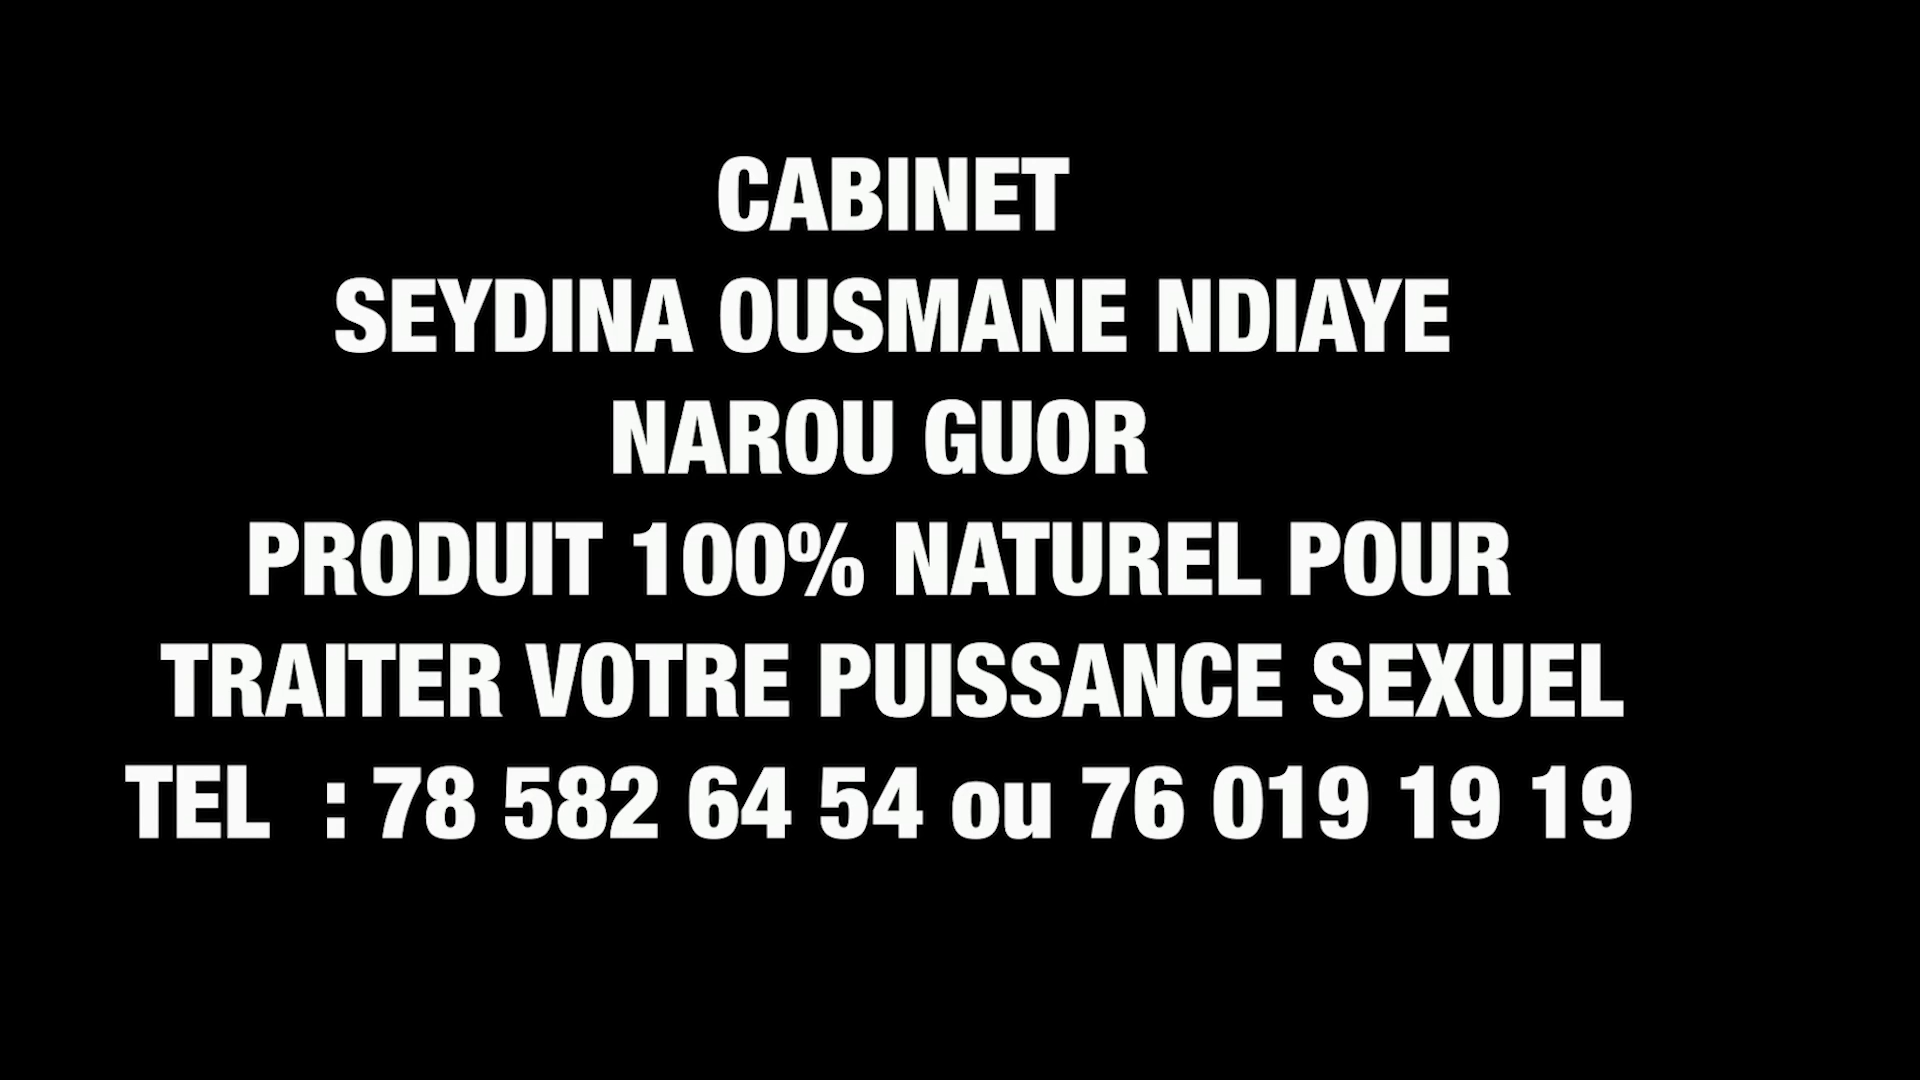 CABINET
SEYDINA OUSMANE NDIAYE
NAROU GUOR
PRODUIT 100% NATUREL POUR
TRAITER VOTRE PUISSANCE SEXUEL
TEL  : 78 582 64 54 ou 76 019 19 19